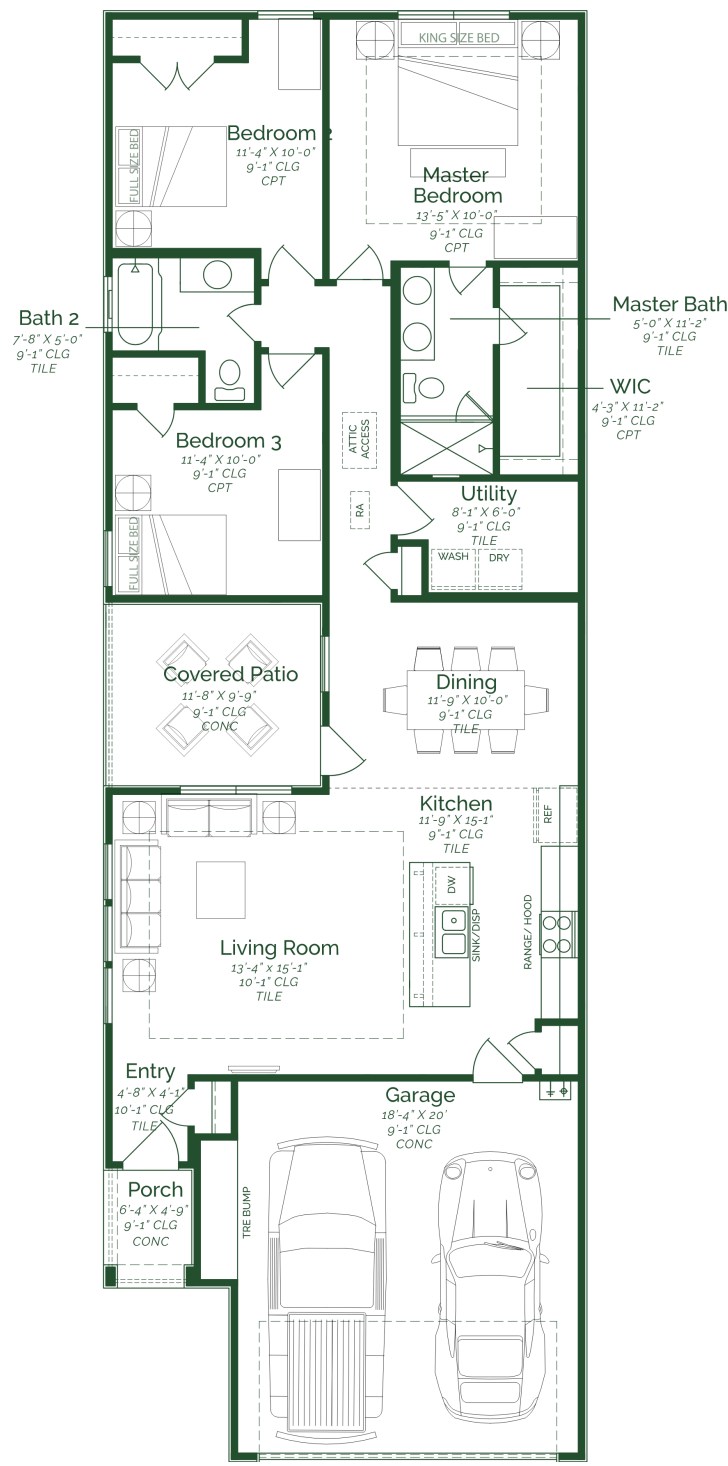 KING SIZE BED
Bedroom 2
11'-4" X 10'-0"
9'-1" CLG
CPT
FULL SIZE BED
Master
Bedroom
13'-5" X 10'-0"
9'-1" CLG
CPT
Bath 2
7'-8" X 5'-0"
9'-1" CLG
TILE
Master Bath
5'-0" X 11'-2"
9'-1" CLG
TILE
WIC
4'-3" X 11'-2"
9'-1" CLG
CPT
ATTIC
ACCESS
Bedroom 3
11'-4" X 10'-0"
9'-1" CLG
CPT
FULL SIZE BED
RA
Utility
8'-1" X 6'-0"
9'-1" CLG
TILE
WASH
DRY
Covered Patio
11'-8" X 9'-9"
9'-1" CLG
CONC
Dining
11'-9" X 10'-0"
9'-1" CLG
TILE
Kitchen
11'-9" X 15-1"
9"-1" CLG
TILE
REF
DW
SINK/DISP
RANGE/ HOOD
Living Room
13'-4" x 15'-1"
10'-1" CLG
TILE
Entry
4'-8" X 4'-1"
10'-1" CLG
TILE
Garage
18'-4" X 20'
9'-1" CLG
CONC
Porch
6'-4" X 4'-9"
9'-1" CLG
CONC
TRE BUMP